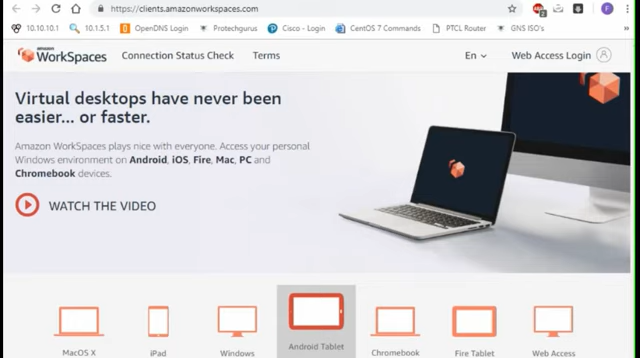 https://clients.amazonworkspaces.com
10.10.10.1 10.1.5.1 OpenDNS Login Protechgurus Cisco - Login CentOS 7 Commands PTCL Router GNS ISO's »
amazon
WorkSpaces Connection Status Check Terms En Web Access Login
Virtual desktops have never been
easier... or faster.
Amazon WorkSpaces plays nice with everyone. Access your personal
Windows environment on Android, iOS, Fire, Mac, PC and
Chromebook devices.
WATCH THE VIDEO
MacOS X iPad Windows Android Tablet Chromebook Fire Tablet Web Access